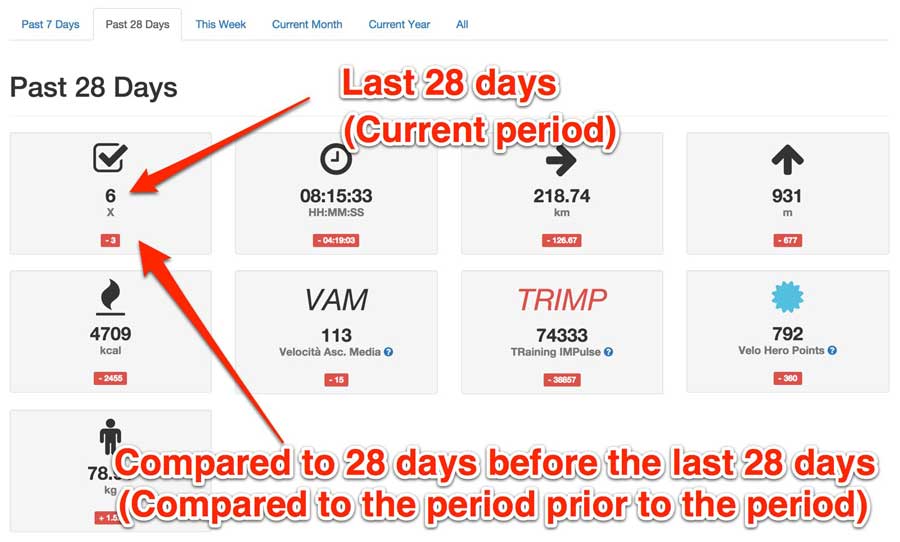 Past 7 Days Past 28 Days This Week Current Month Current Year All
Past 28 Days
Last 28 days
(Current period)
6 08:15:33 218.74 931
X HH:MM:SS km m
- 3 - 04:19:03 - 126.67 - 677
VAM TRIMP
4709 113 74333 792
kcal Velocità Asc. Media TRaining IMPulse Velo Hero Points
- 2455 - 15 - 38857 - 360
Compared to 28 days before the last 28 days
kg
(Compared to the period prior to the period)